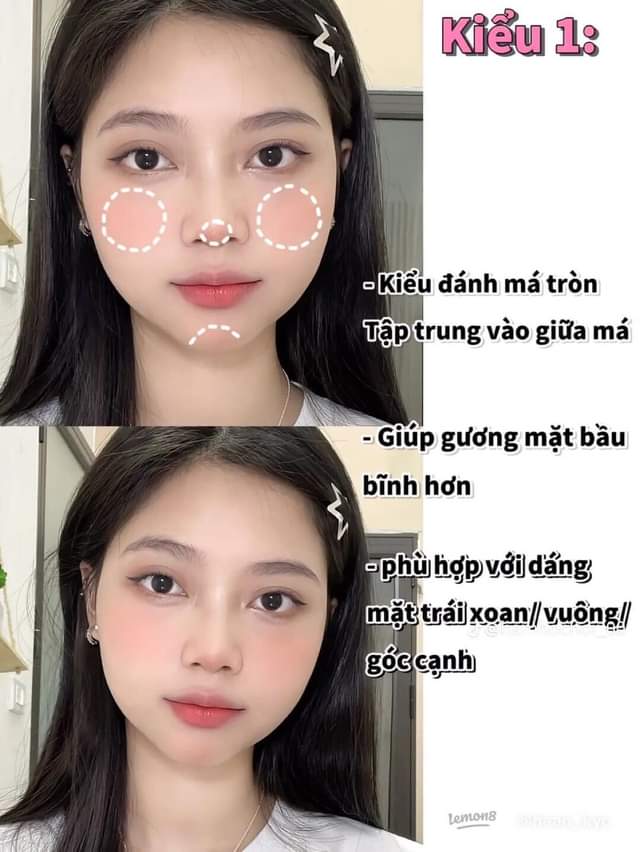 Kiểu 1:
- Kiểu đánh má tròn
Tập trung vào giữa má
- Giúp gương mặt bầu
bĩnh hơn
- phù hợp với dáng
mặt trái xoan/ vuông/
góc cạnh
lemon8